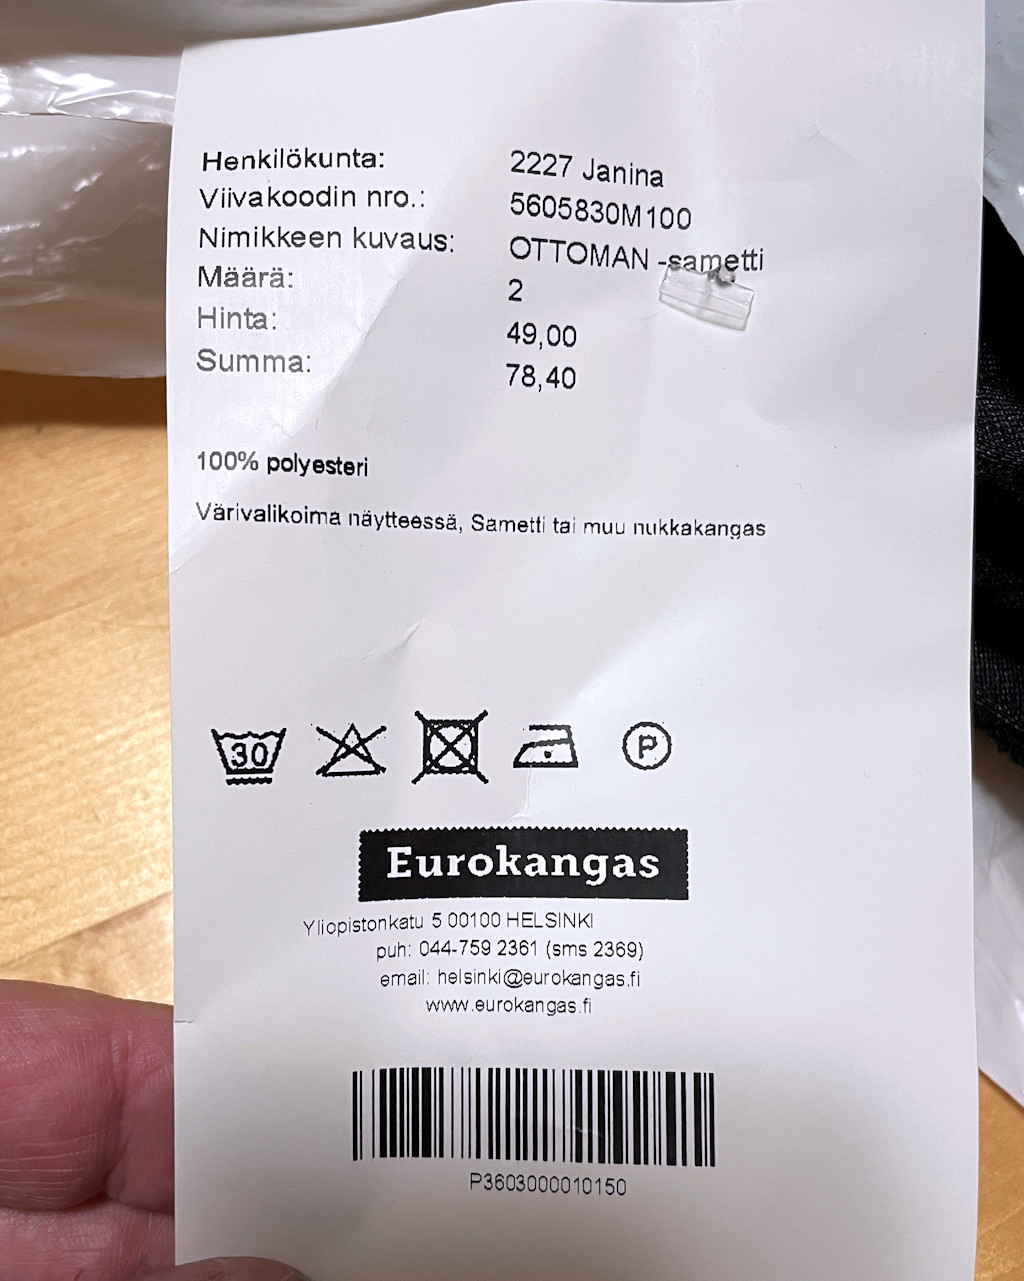 Henkilökunta: 2227 Janina
Viivakoodin nro.: 5605830M100
Nimikkeen kuvaus: OTTOMAN -sametti
Määrä: 2
Hinta: 49,00
Summa: 78,40
100% polyesteri
Värivalikoima näytteessä, Sametti tai muu nukkakangas
30 P
Eurokangas
Yliopistonkatu 5 00100 HELSINKI
puh: 044-759 2361 (sms 2369)
email: helsinki@eurokangas.fi
www.eurokangas.fi
P3603000010150